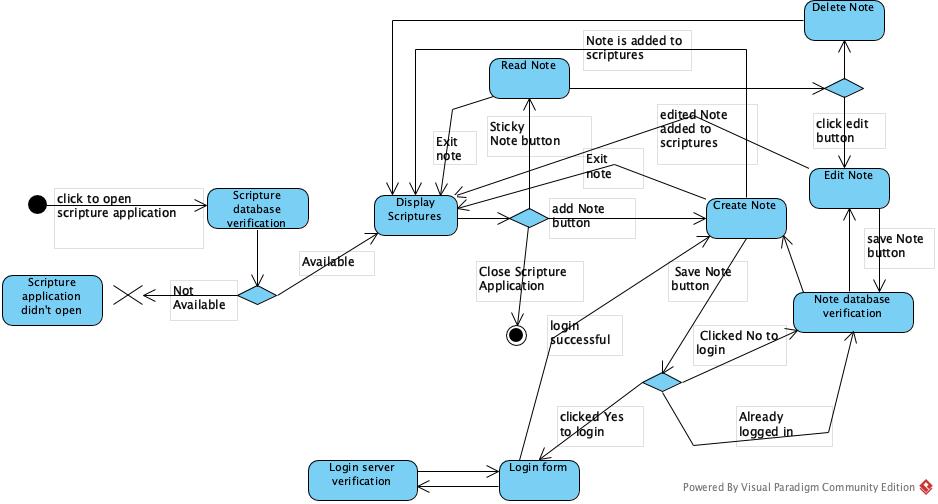 Delete Note
Note is added to
scriptures
Read Note
edited Note
added to
scriptures
click edit
button
Sticky
Note button
Exit
note
Exit
note
Edit Note
click to open
scripture application
Scripture
database
verification
Display
Scriptures
add Note
button
Create Note
save Note
button
Available
Close Scripture
Application
Save Note
button
Scripture
application
didn't open
Not
Available
Note database
verification
login
successful
Clicked No to
login
clicked Yes
to login
Already
logged in
Login server
verification
Login form
Powered By Visual Paradigm Community Edition